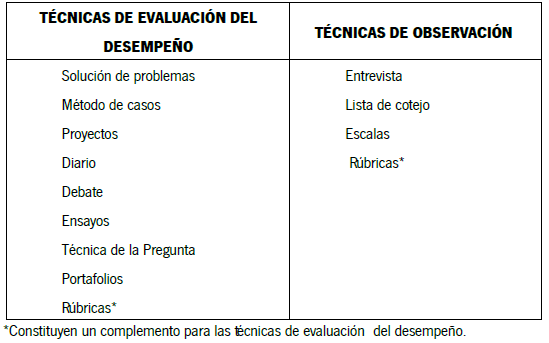 TÉCNICAS DE EVALUACIÓN DEL
DESEMPEÑO
TÉCNICAS DE OBSERVACIÓN
Solución de problemas
Método de casos
Proyectos
Diario
Debate
Ensayos
Técnica de la Pregunta
Portafolios
Rúbricas*
Entrevista
Lista de cotejo
Escalas
Rúbricas*
*Constituyen un complemento para las técnicas de evaluación del desempeño.